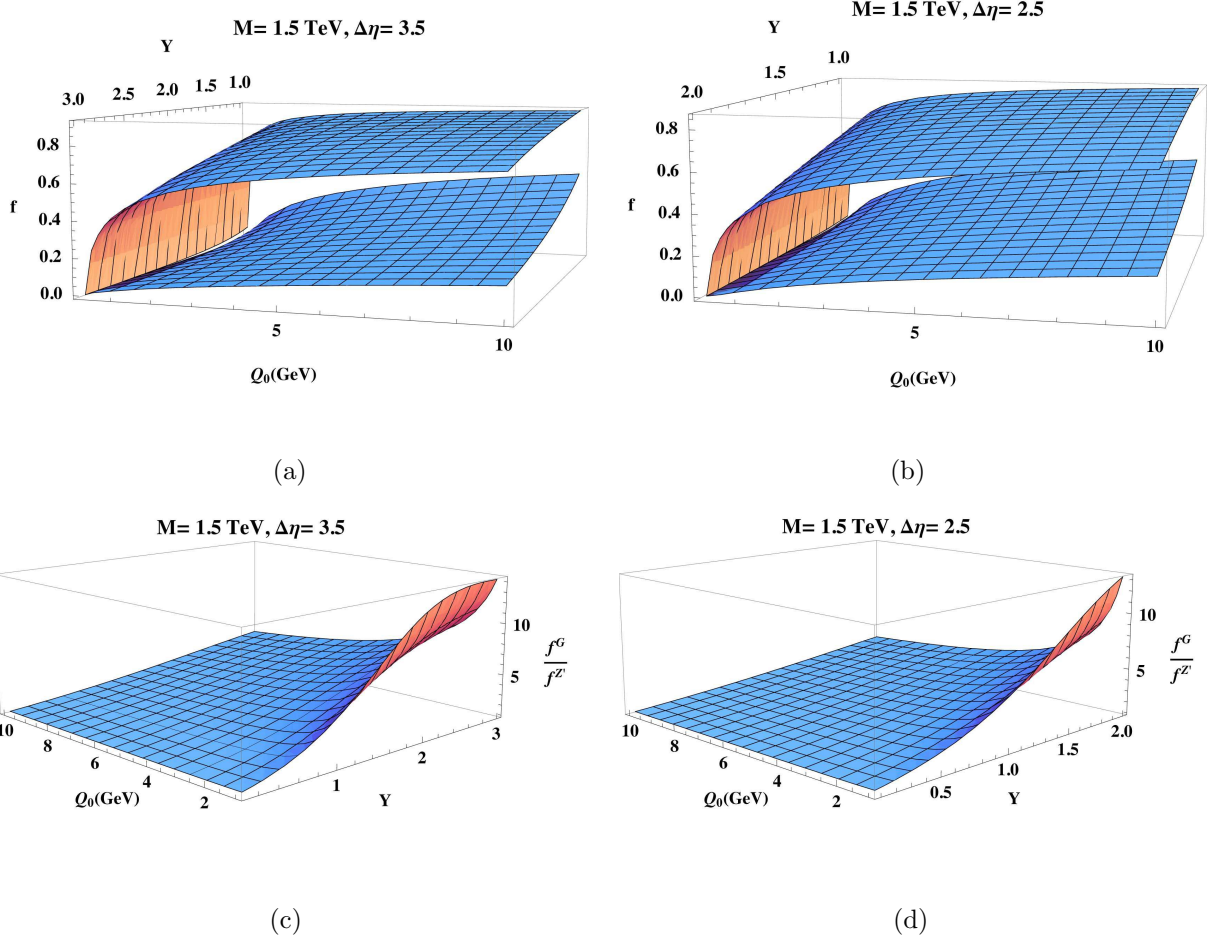 M= 1.5 TeV, Δη= 3.5
Y
3.0 2.5 2.0 1.5 1.0
0.8
0.6
f 0.4
0.2
0.0
5
10
Q₀(GeV)
(a)
M= 1.5 TeV, Δη= 2.5
Y
2.0 1.5 1.0
0.8
0.6
f 0.4
0.2
0.0
5
10
Q₀(GeV)
(b)
M= 1.5 TeV, Δη= 3.5
10
5
f^G
f^Z'
10 8 6 4 2
Q₀(GeV)
1 2 3
Y
(c)
M= 1.5 TeV, Δη= 2.5
10
5
f^G
f^Z'
10 8 6 4 2
Q₀(GeV)
0.5 1.0 1.5 2.0
Y
(d)